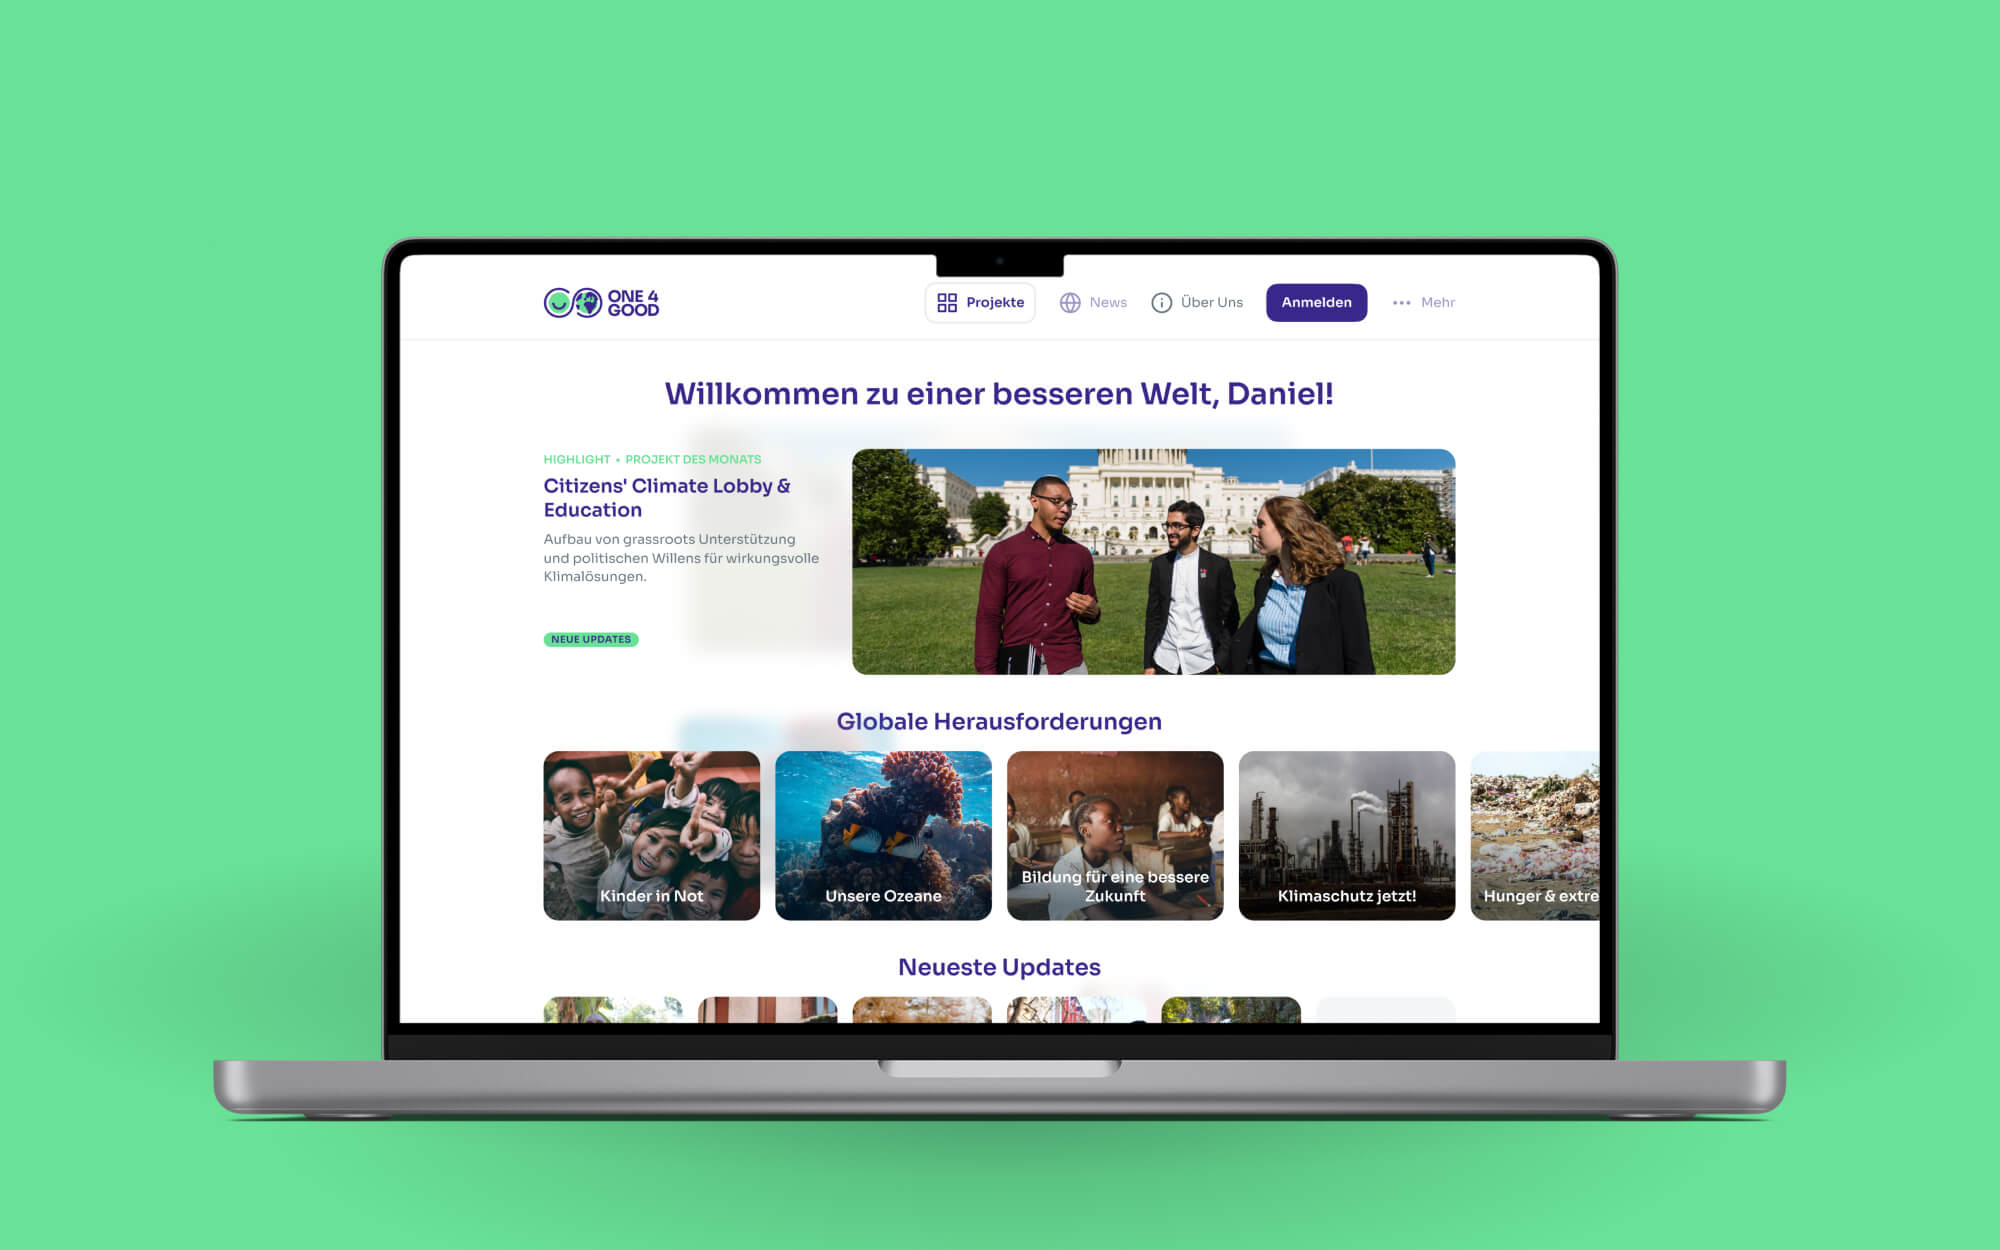 ONE 4
GOOD
Projekte
News
Über Uns
Anmelden
Mehr
Willkommen zu einer besseren Welt, Daniel!
HIGHLIGHT • PROJEKT DES MONATS
Citizens' Climate Lobby &
Education
Aufbau von grassroots Unterstützung
und politischen Willens für wirkungsvolle
Klimalösungen.
NEUE UPDATES
Globale Herausforderungen
Kinder in Not
Unsere Ozeane
Bildung für eine bessere
Zukunft
Klimaschutz jetzt!
Hunger & extre
Neueste Updates